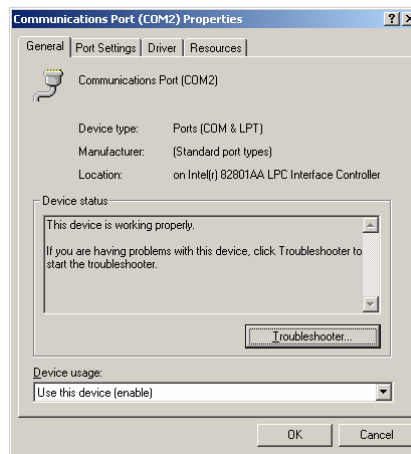 Communications Port (COM2) Properties
General Port Settings Driver Resources
Communications Port (COM2)
Device type: Ports (COM & LPT)
Manufacturer: (Standard port types)
Location: on Intel(r) 82801AA LPC Interface Controller
Device status
This device is working properly.
If you are having problems with this device, click Troubleshooter to
start the troubleshooter.
Troubleshooter...
Device usage:
Use this device (enable)
OK Cancel